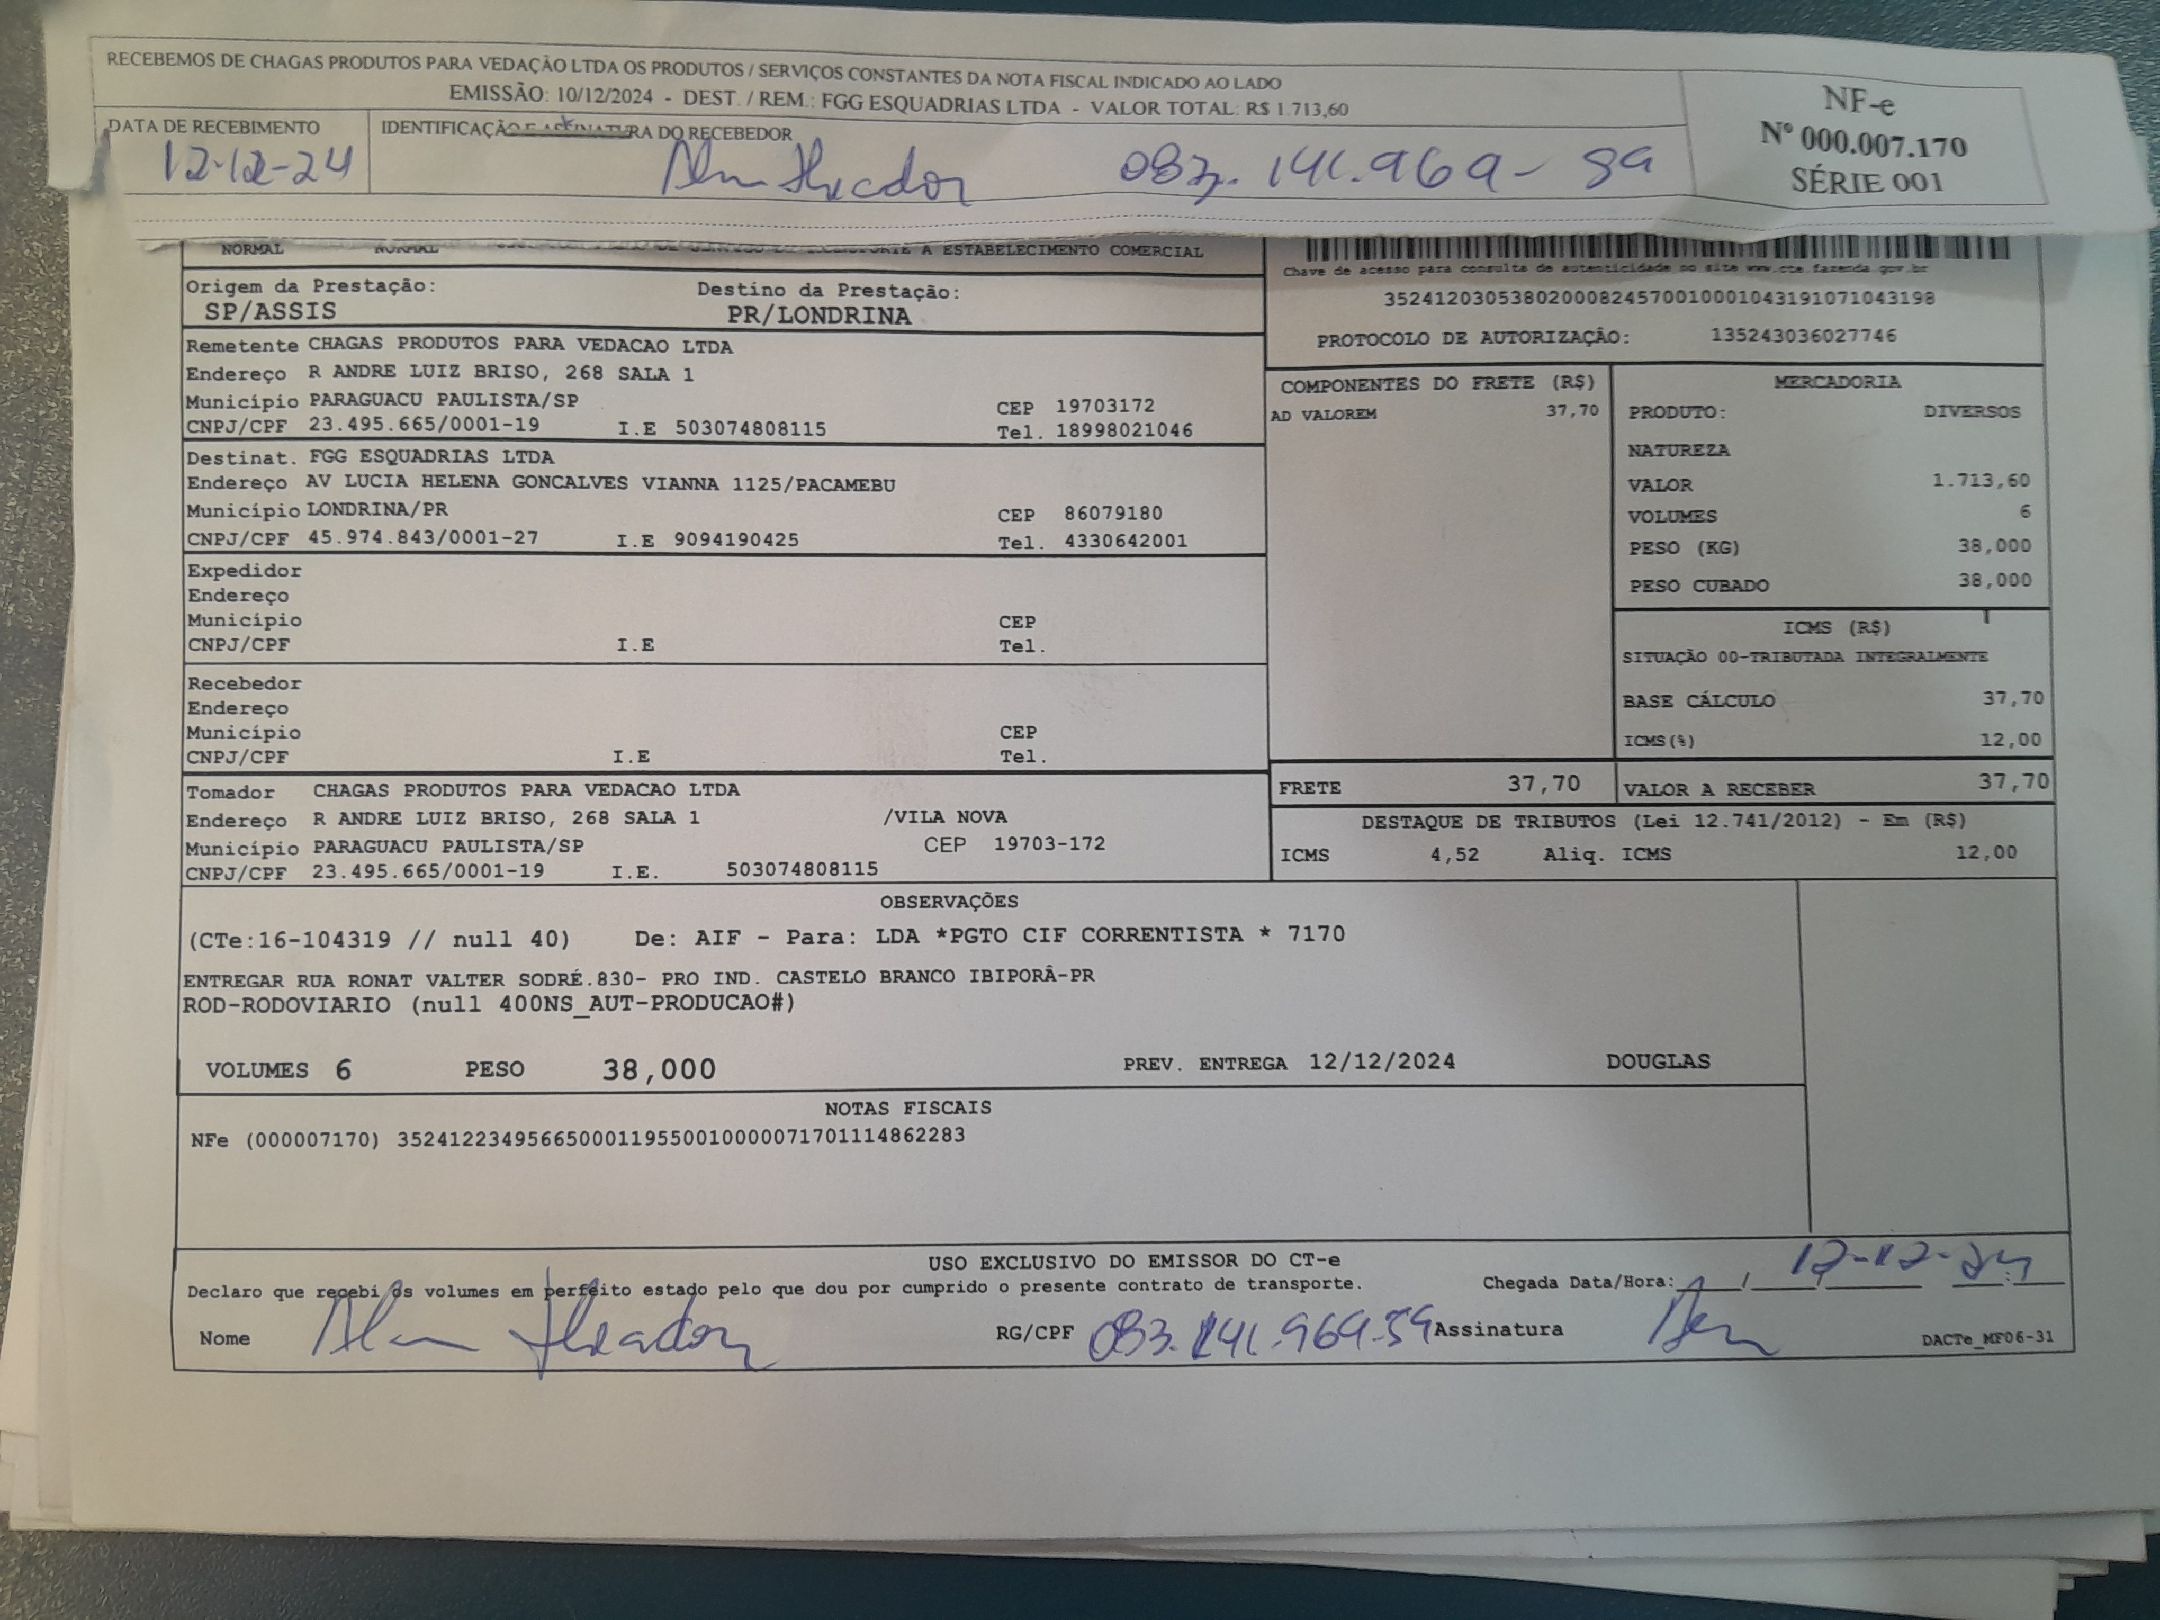 RECEBEMOS DE CHAGAS PRODUTOS PARA VEDAÇÃO LTDA OS PRODUTOS / SERVIÇOS CONSTANTES DA NOTA FISCAL INDICADO AO LADO
EMISSÃO: 10/12/2024 - DEST. / REM.: FGG ESQUADRIAS LTDA - VALOR TOTAL: R$ 1.713,60
NF-e
Nº 000.007.170
SÉRIE 001
DATA DE RECEBIMENTO
12-12-24
IDENTIFICAÇÃO E ASSINATURA DO RECEBEDOR
NORMAL NORMAL A ESTABELECIMENTO COMERCIAL
Chave de acesso para consulta de autenticidade no site www.cte.fazenda.gov.br
35241203053802000824570010001043191071043198
PROTOCOLO DE AUTORIZAÇÃO: 135243036027746
Origem da Prestação: Destino da Prestação:
SP/ASSIS PR/LONDRINA
Remetente CHAGAS PRODUTOS PARA VEDACAO LTDA
Endereço R ANDRE LUIZ BRISO, 268 SALA 1
Município PARAGUACU PAULISTA/SP CEP 19703172
CNPJ/CPF 23.495.665/0001-19 I.E 503074808115 Tel. 18998021046
Destinat. FGG ESQUADRIAS LTDA
Endereço AV LUCIA HELENA GONCALVES VIANNA 1125/PACAMEBU
Município LONDRINA/PR CEP 86079180
CNPJ/CPF 45.974.843/0001-27 I.E 9094190425 Tel. 4330642001
Expedidor
Endereço
Município CEP
CNPJ/CPF I.E Tel.
Recebedor
Endereço
Município CEP
CNPJ/CPF I.E Tel.
Tomador CHAGAS PRODUTOS PARA VEDACAO LTDA
Endereço R ANDRE LUIZ BRISO, 268 SALA 1 /VILA NOVA
Município PARAGUACU PAULISTA/SP CEP 19703-172
CNPJ/CPF 23.495.665/0001-19 I.E. 503074808115
COMPONENTES DO FRETE (R$)
AD VALOREM 37,70
MERCADORIA
PRODUTO: DIVERSOS
NATUREZA
VALOR 1.713,60
VOLUMES 6
PESO (KG) 38,000
PESO CUBADO 38,000
ICMS (R$)
SITUAÇÃO 00-TRIBUTADA INTEGRALMENTE
BASE CÁLCULO 37,70
ICMS(%) 12,00
FRETE 37,70 VALOR A RECEBER 37,70
DESTAQUE DE TRIBUTOS (Lei 12.741/2012) - Em (R$)
ICMS 4,52 Aliq. ICMS 12,00
OBSERVAÇÕES
(CTe:16-104319 // null 40) De: AIF - Para: LDA *PGTO CIF CORRENTISTA * 7170
ENTREGAR RUA RONAT VALTER SODRÉ.830- PRO IND. CASTELO BRANCO IBIPORÂ-PR
ROD-RODOVIARIO (null 400NS_AUT-PRODUCAO#)
VOLUMES 6 PESO 38,000 PREV. ENTREGA 12/12/2024 DOUGLAS
NOTAS FISCAIS
NFe (000007170) 35241223495665000119550010000071701114862283
USO EXCLUSIVO DO EMISSOR DO CT-e
Declaro que recebi os volumes em perfeito estado pelo que dou por cumprido o presente contrato de transporte. Chegada Data/Hora: 12-12-24
Nome RG/CPF Assinatura
DACTe_MF06-31